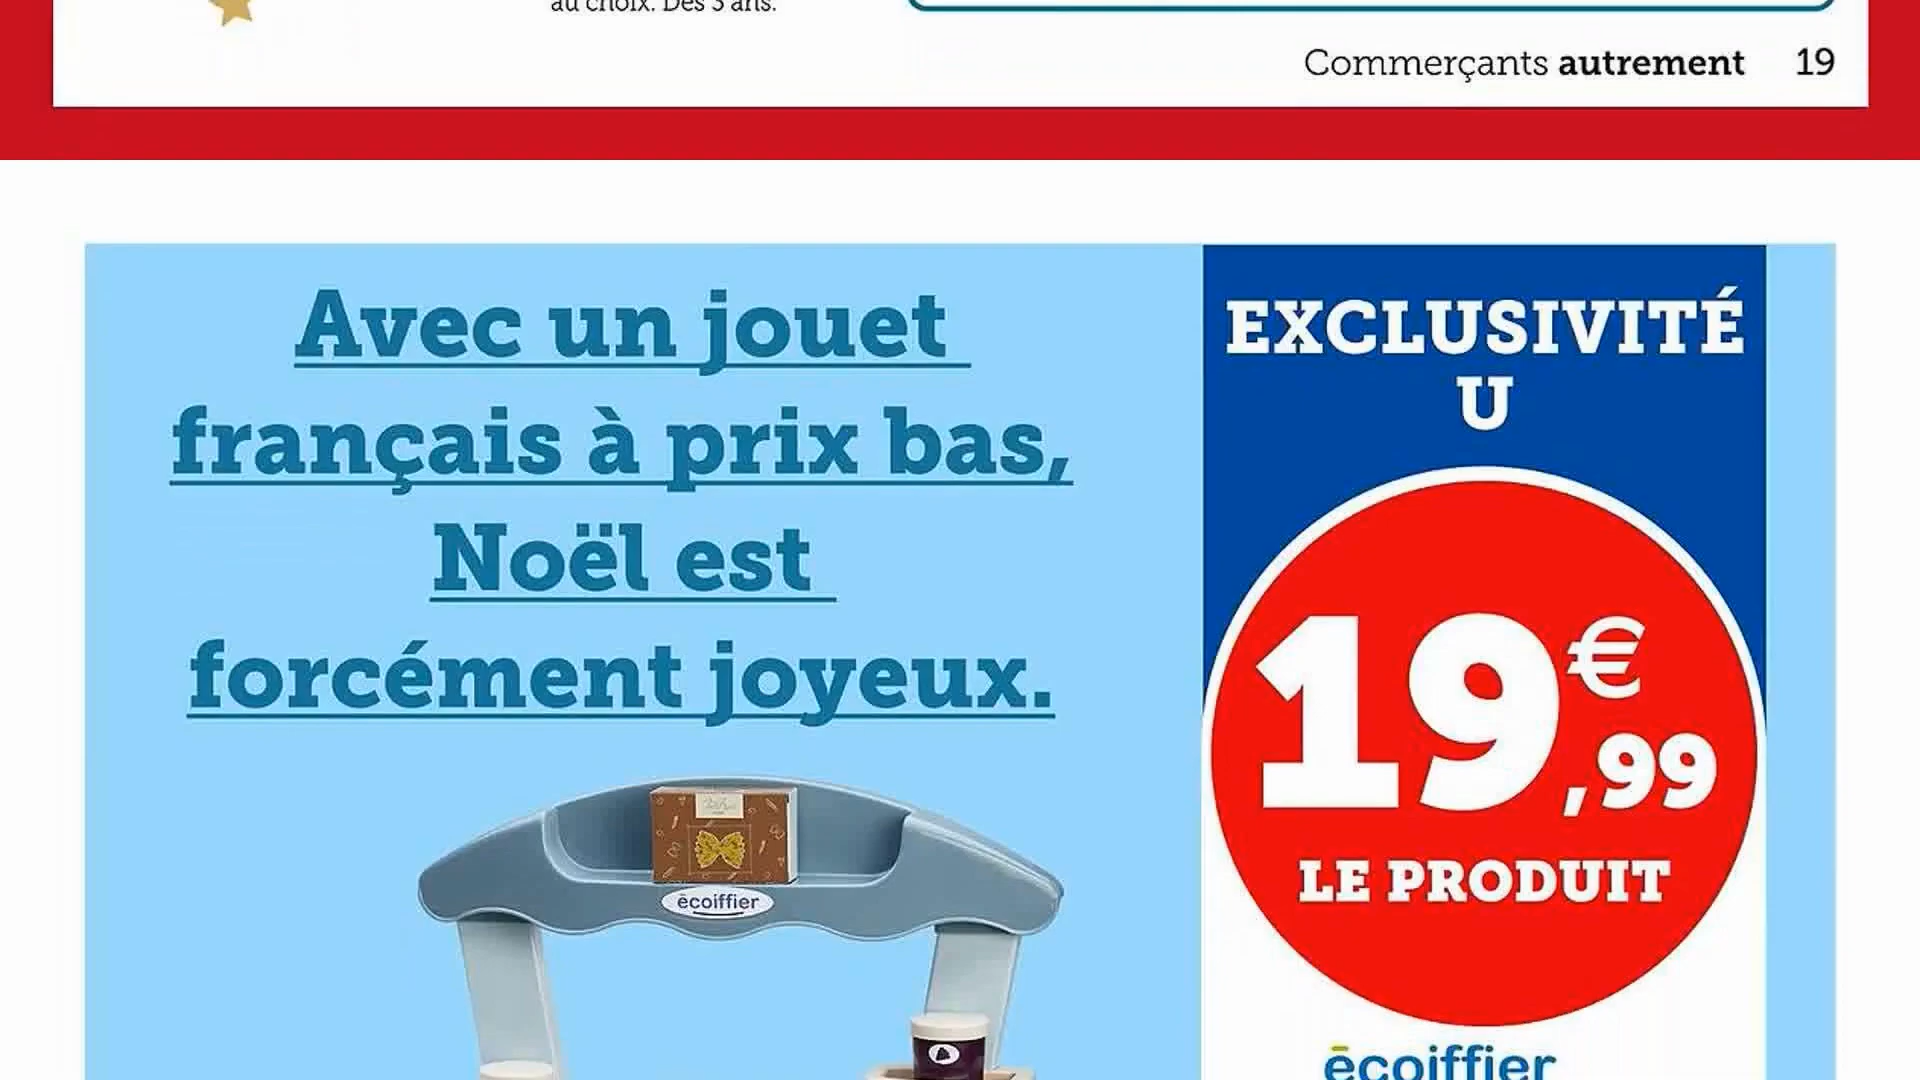 au choix. Dès 3 ans.
Commerçants autrement 19
Avec un jouet
français à prix bas,
Noël est
forcément joyeux.
EXCLUSIVITÉ
U
19€,99
LE PRODUIT
écoiffier
écoiffier